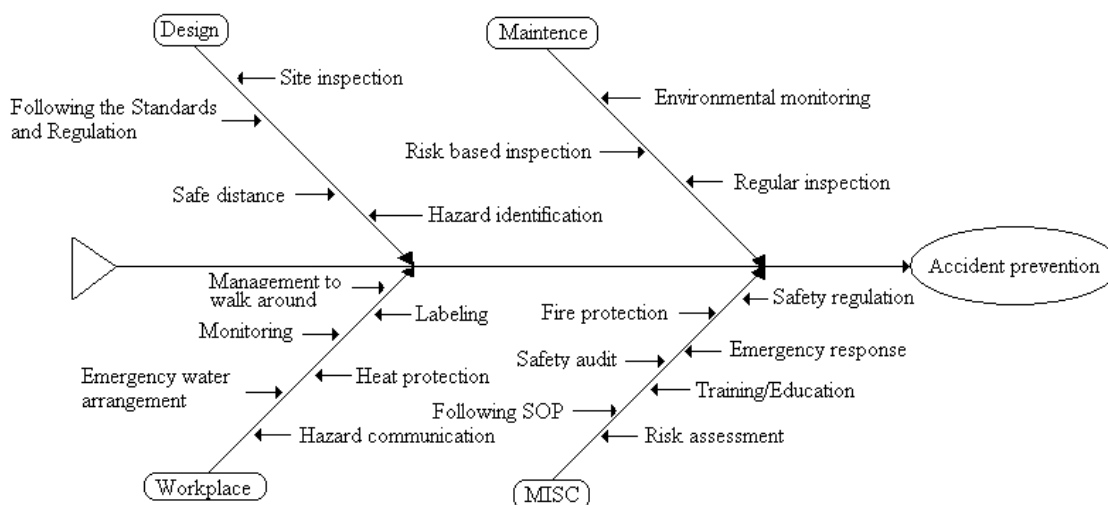 Design
Maintence
Site inspection
Environmental monitoring
Following the Standards
and Regulation
Risk based inspection
Regular inspection
Safe distance
Hazard identification
Accident prevention
Management to
walk around
Safety regulation
Labeling
Fire protection
Monitoring
Emergency response
Safety audit
Emergency water
arrangement
Heat protection
Training/Education
Following SOP
Hazard communication
Risk assessment
Workplace
MISC